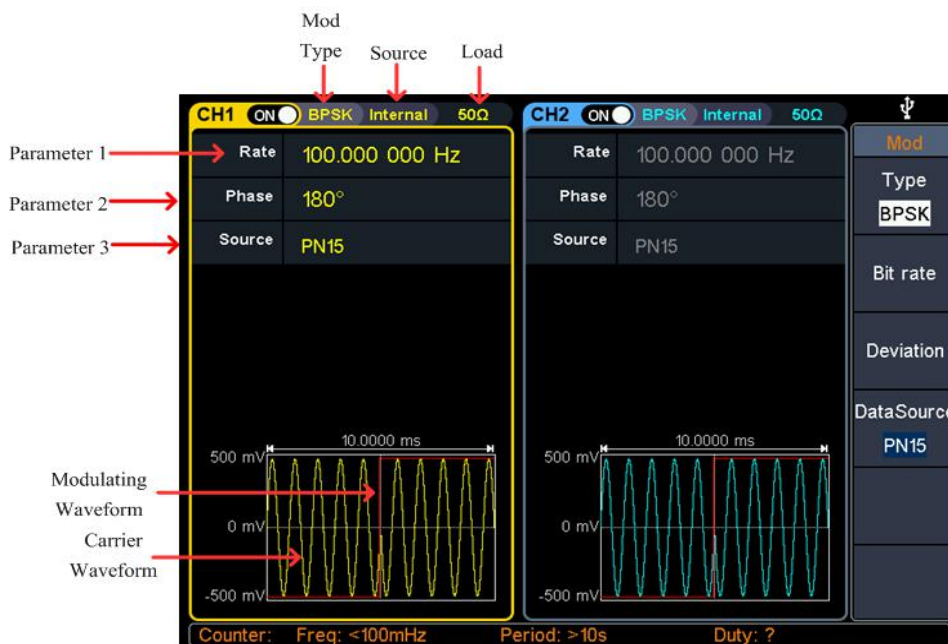 Mod
Type Source Load
CH1 ON BPSK Internal 50Ω CH2 ON BPSK Internal 50Ω
Mod
Parameter 1 Rate 100.000 000 Hz Rate 100.000 000 Hz
Type
BPSK
Parameter 2 Phase 180° Phase 180°
Parameter 3 Source PN15 Source PN15
Bit rate
Deviation
DataSource
PN15
10.0000 ms 10.0000 ms
500 mV 500 mV
Modulating
Waveform
0 mV 0 mV
Carrier
Waveform
-500 mV -500 mV
Counter: Freq: <100mHz Period: >10s Duty: ?